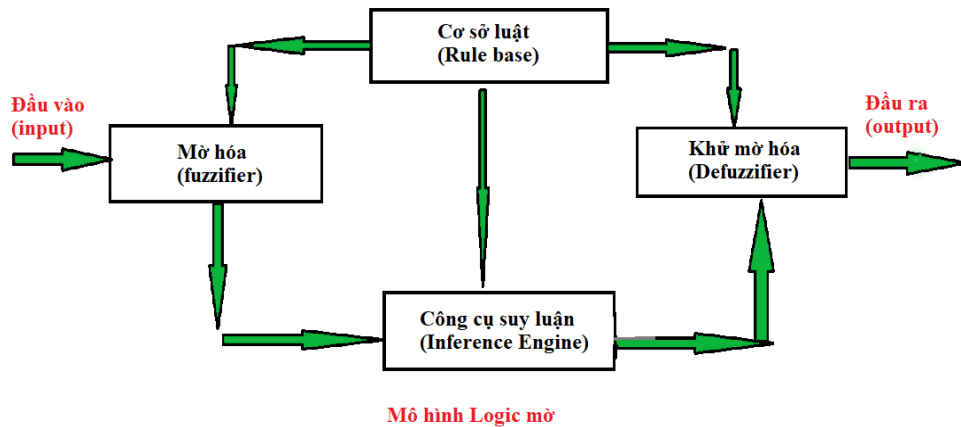 Cơ sở luật
(Rule base)
Đầu vào
(input)
Mờ hóa
(fuzzifier)
Khử mờ hóa
(Defuzzifier)
Đầu ra
(output)
Công cụ suy luận
(Inference Engine)
Mô hình Logic mờ